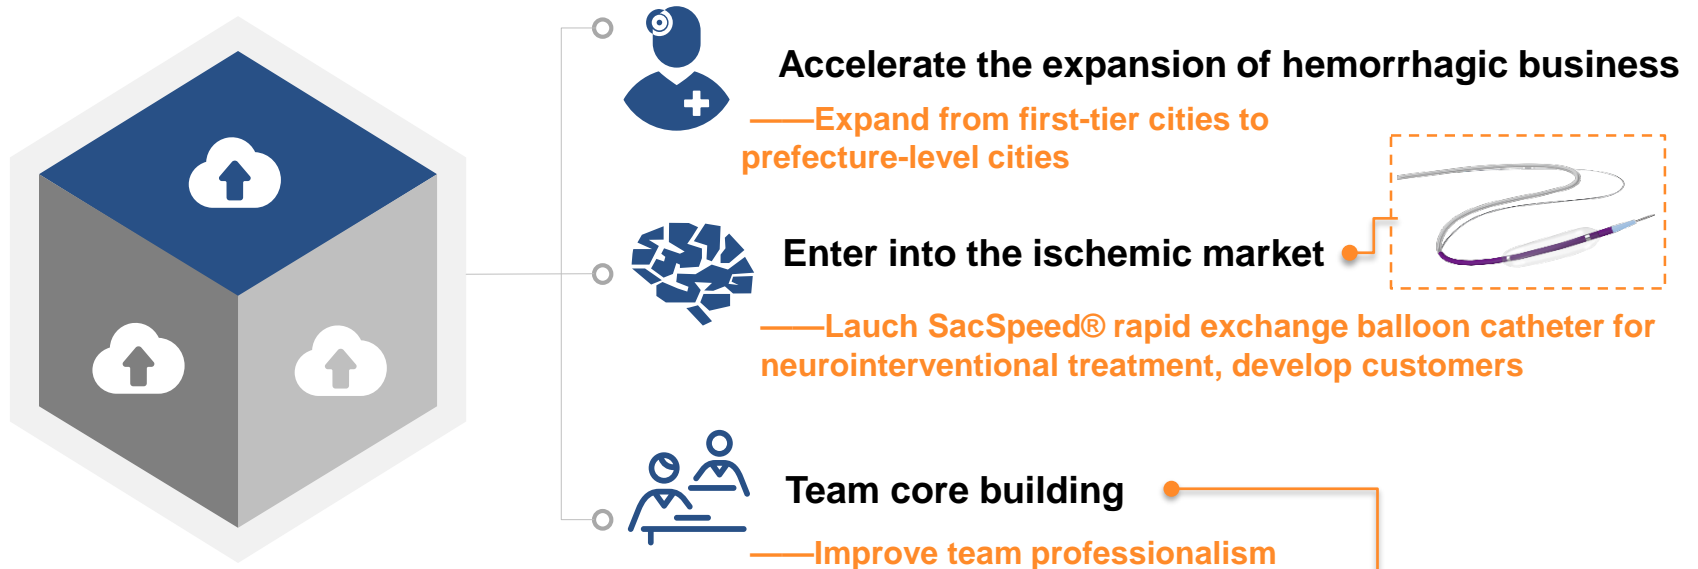 Accelerate the expansion of hemorrhagic business
——Expand from first-tier cities to
prefecture-level cities
Enter into the ischemic market
——Lauch SacSpeed® rapid exchange balloon catheter for
neurointerventional treatment, develop customers
Team core building
——Improve team professionalism